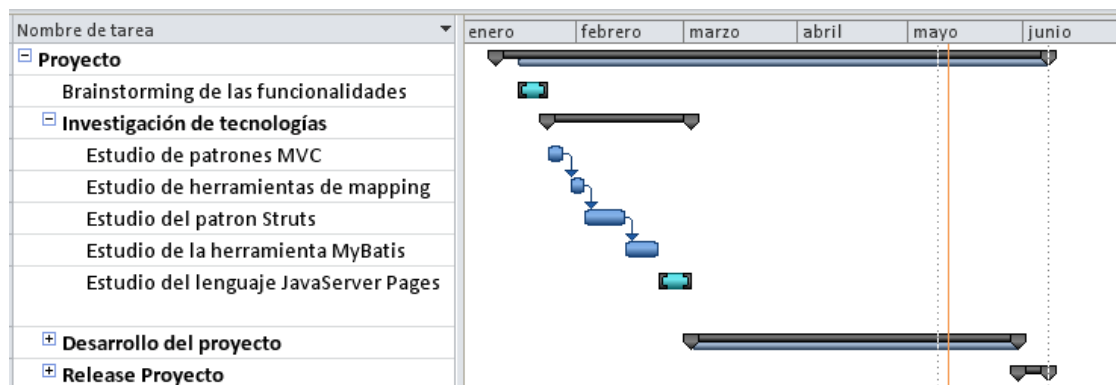 Nombre de tarea
enero febrero marzo abril mayo junio
Proyecto
Brainstorming de las funcionalidades
Investigación de tecnologías
Estudio de patrones MVC
Estudio de herramientas de mapping
Estudio del patron Struts
Estudio de la herramienta MyBatis
Estudio del lenguaje JavaServer Pages
Desarrollo del proyecto
Release Proyecto